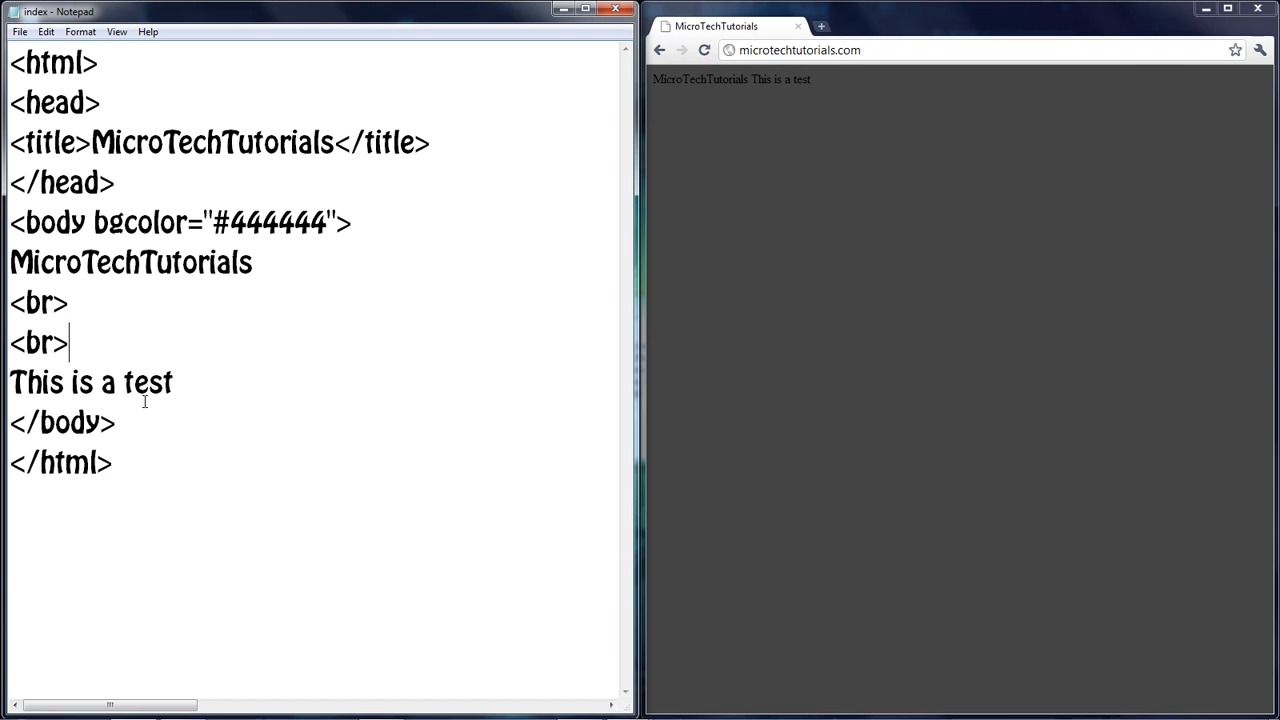 index - Notepad
File Edit Format View Help
<html>
<head>
<title>MicroTechTutorials</title>
</head>
<body bgcolor="#444444">
MicroTechTutorials
<br>
<br>
This is a test
</body>
</html>
MicroTechTutorials
microtechtutorials.com
MicroTechTutorials This is a test